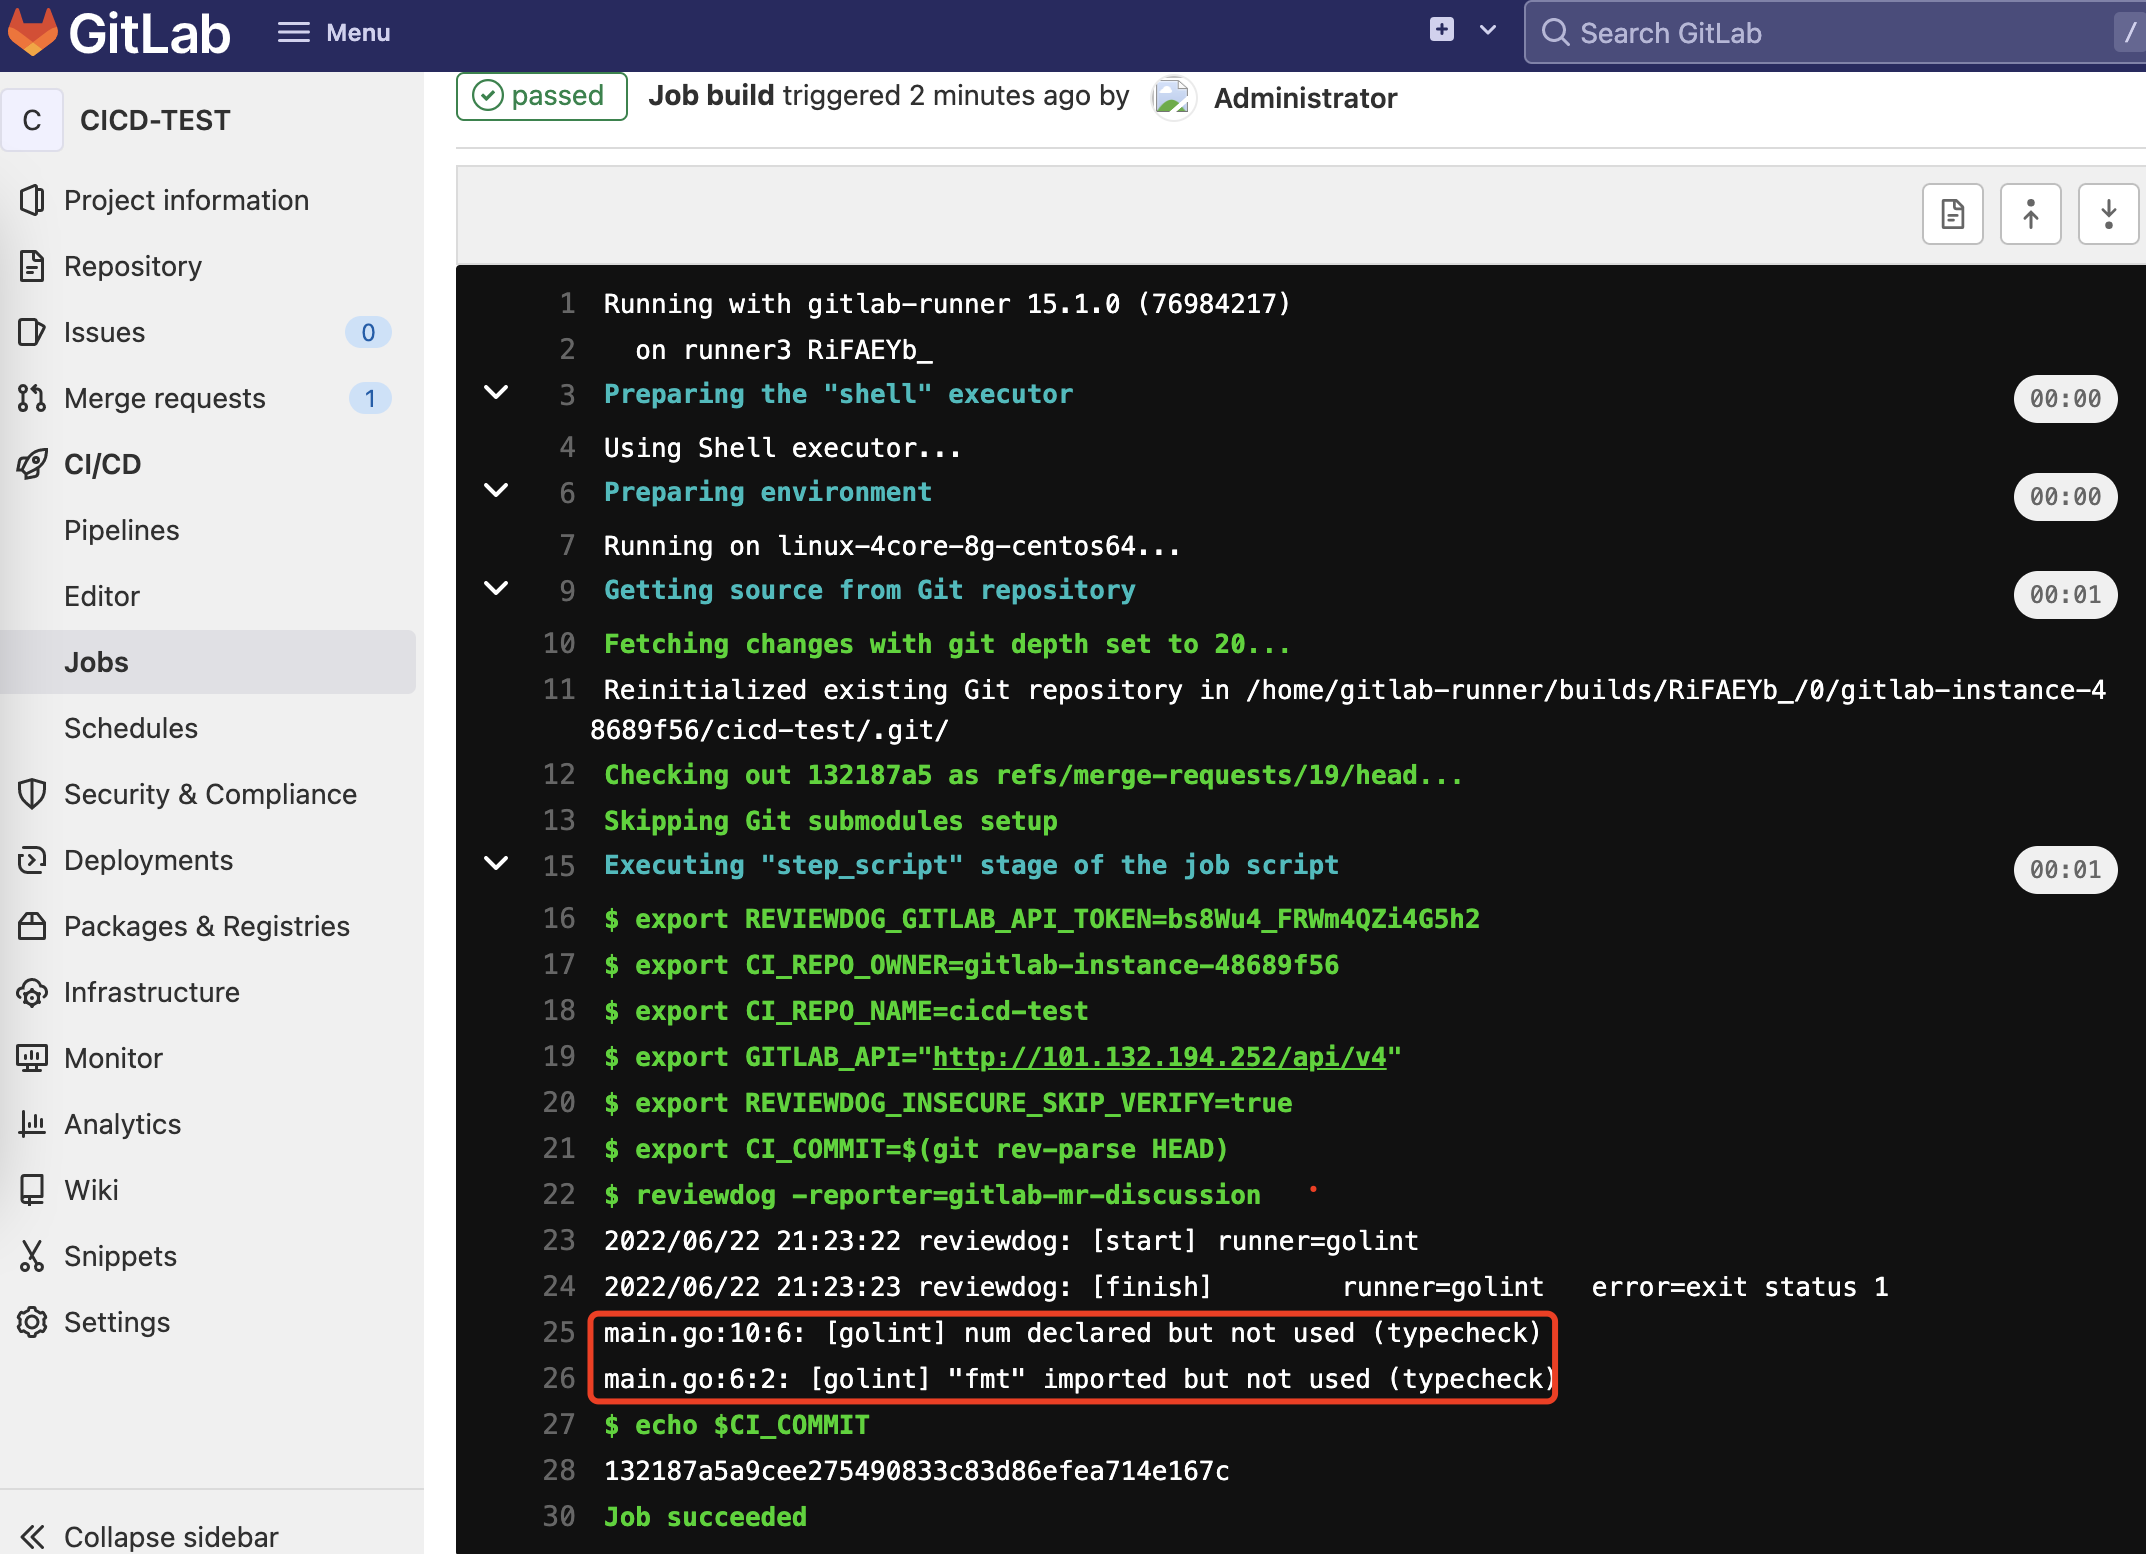 GitLab
Menu
Search GitLab
/
C
CICD-TEST
Project information
Repository
Issues
0
Merge requests
1
CI/CD
Pipelines
Editor
Jobs
Schedules
Security & Compliance
Deployments
Packages & Registries
Infrastructure
Monitor
Analytics
Wiki
Snippets
Settings
Collapse sidebar
passed
Job build triggered 2 minutes ago by Administrator
1 Running with gitlab-runner 15.1.0 (76984217)
2 on runner3 RiFAEYb_
3 Preparing the "shell" executor 00:00
4 Using Shell executor...
6 Preparing environment 00:00
7 Running on linux-4core-8g-centos64...
9 Getting source from Git repository 00:01
10 Fetching changes with git depth set to 20...
11 Reinitialized existing Git repository in /home/gitlab-runner/builds/RiFAEYb_/0/gitlab-instance-4
8689f56/cicd-test/.git/
12 Checking out 132187a5 as refs/merge-requests/19/head...
13 Skipping Git submodules setup
15 Executing "step_script" stage of the job script 00:01
16 $ export REVIEWDOG_GITLAB_API_TOKEN=bs8Wu4_FRWm4QZi4G5h2
17 $ export CI_REPO_OWNER=gitlab-instance-48689f56
18 $ export CI_REPO_NAME=cicd-test
19 $ export GITLAB_API="http://101.132.194.252/api/v4"
20 $ export REVIEWDOG_INSECURE_SKIP_VERIFY=true
21 $ export CI_COMMIT=$(git rev-parse HEAD)
22 $ reviewdog -reporter=gitlab-mr-discussion
23 2022/06/22 21:23:22 reviewdog: [start] runner=golint
24 2022/06/22 21:23:23 reviewdog: [finish] runner=golint error=exit status 1
25 main.go:10:6: [golint] num declared but not used (typecheck)
26 main.go:6:2: [golint] "fmt" imported but not used (typecheck)
27 $ echo $CI_COMMIT
28 132187a5a9cee275490833c83d86efea714e167c
30 Job succeeded